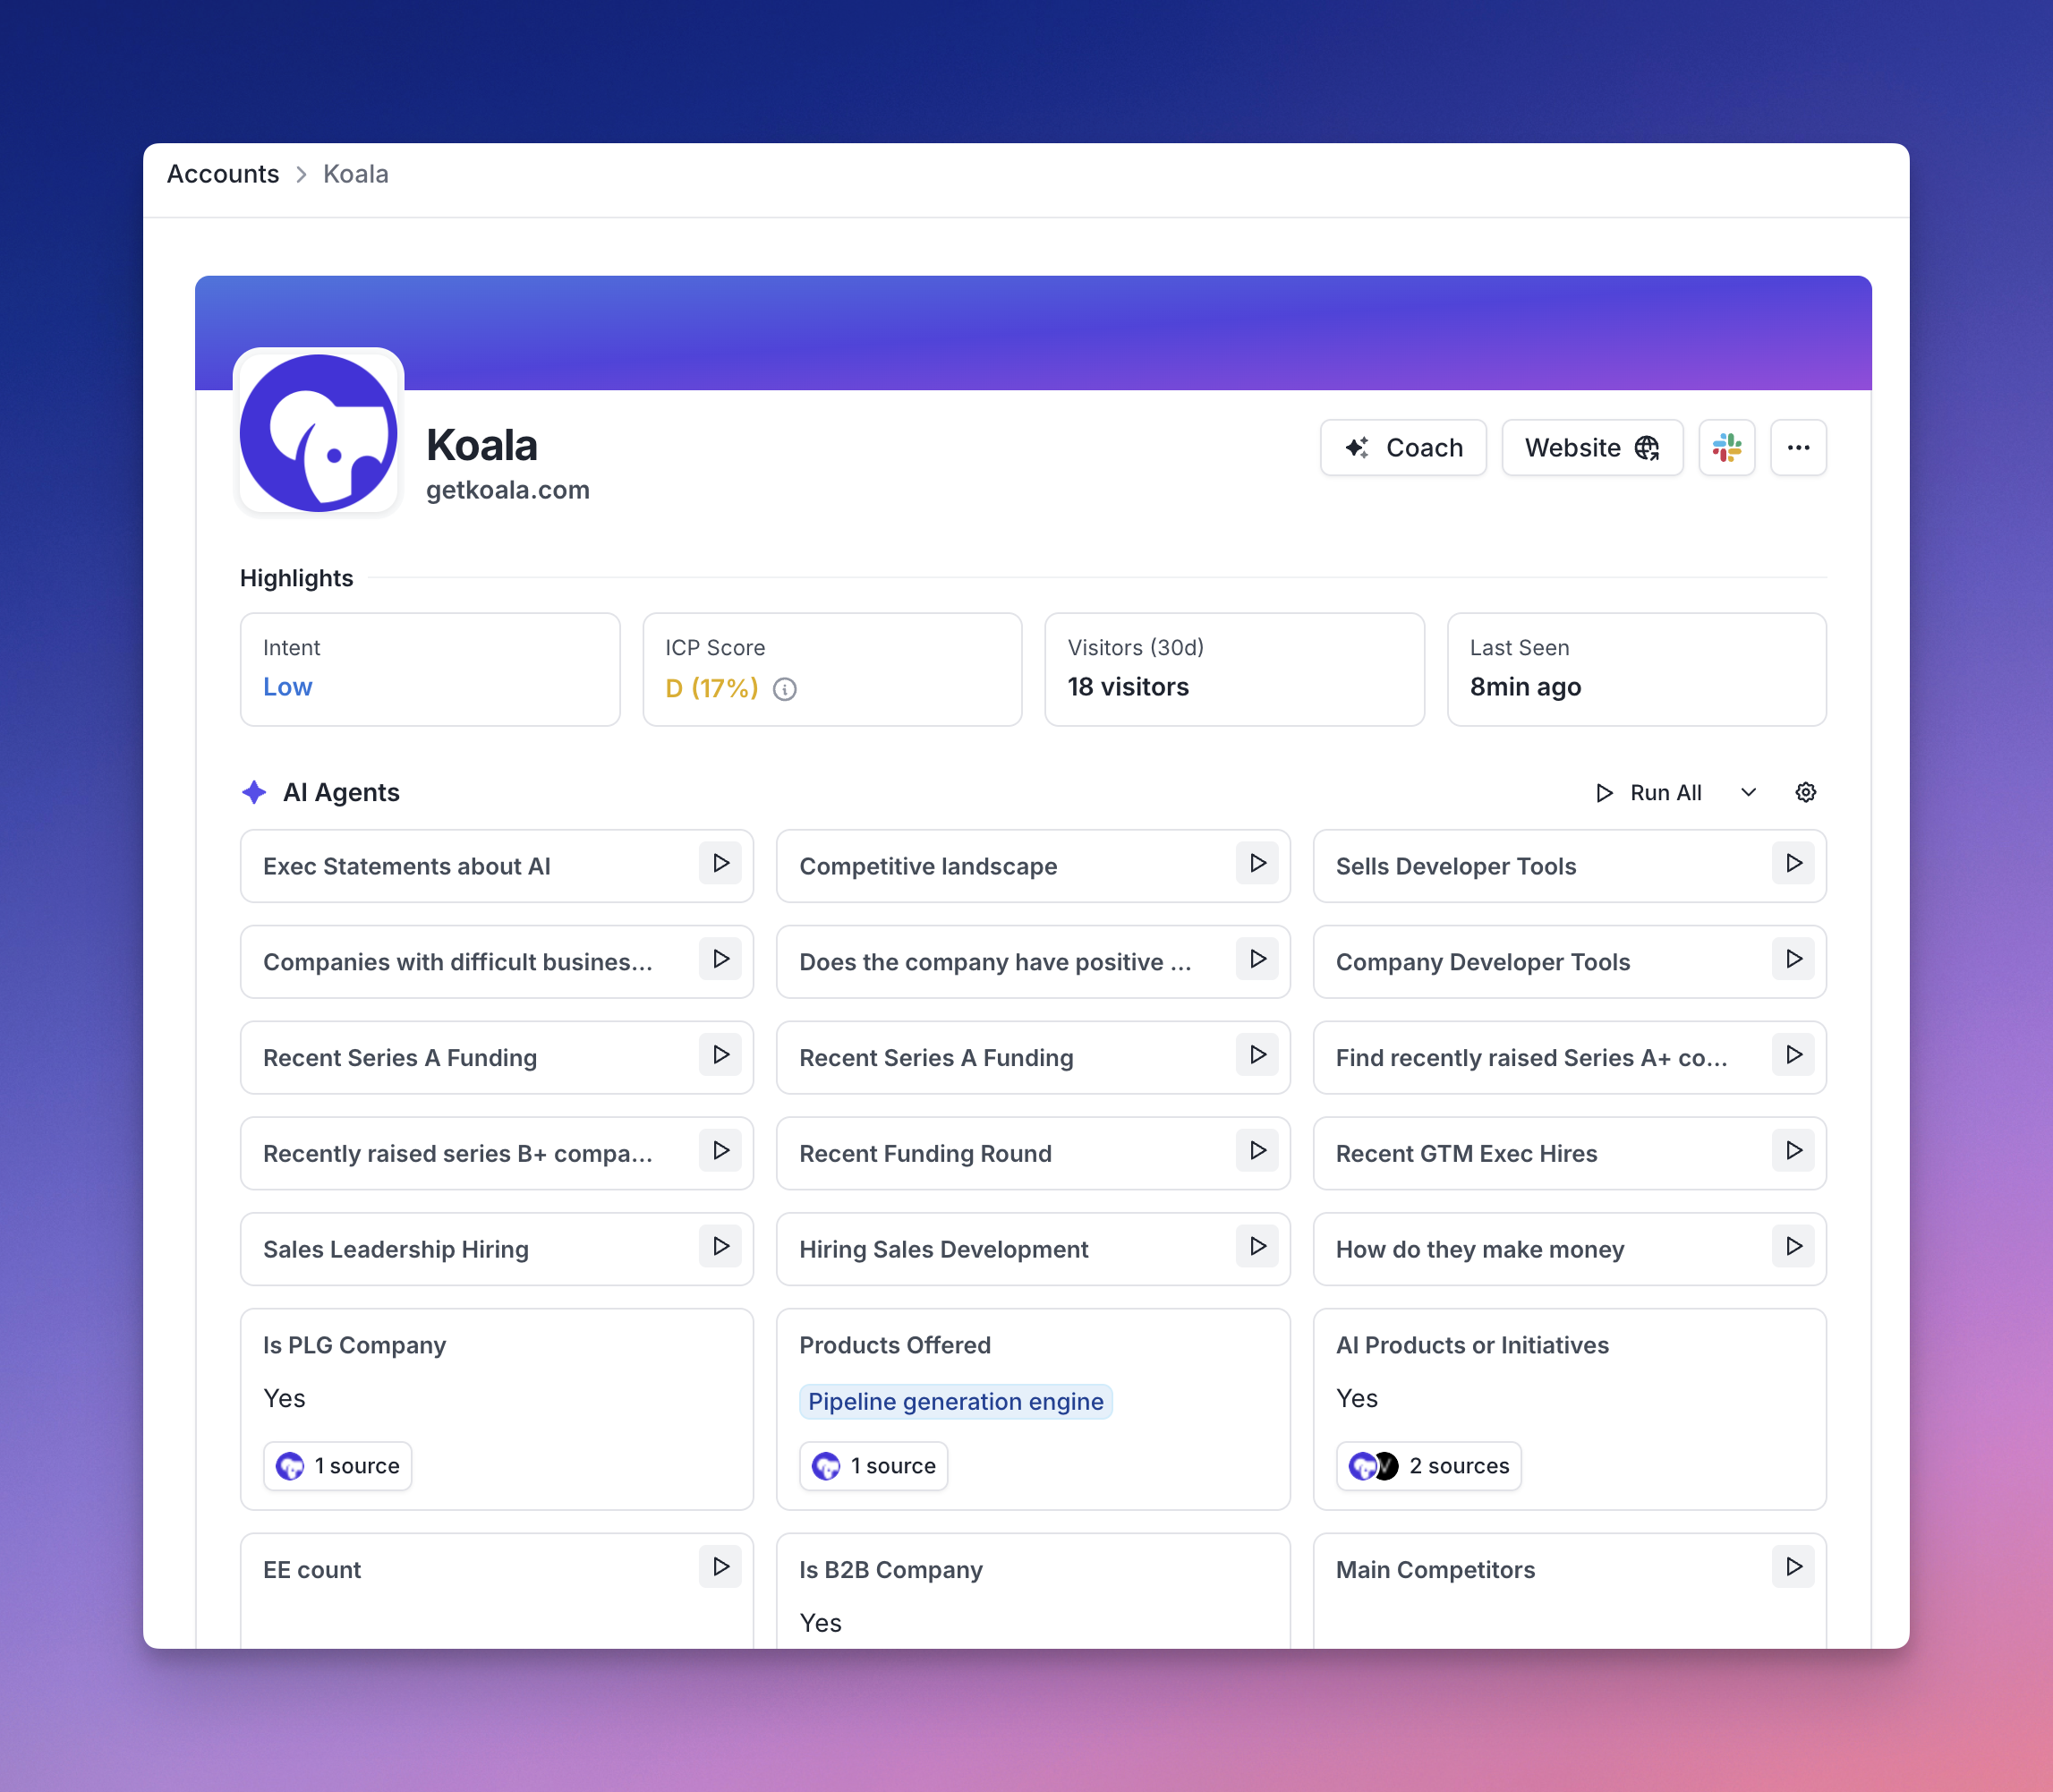 Accounts > Koala
Koala
getkoala.com
Coach
Website
Highlights
Intent
Low
ICP Score
D (17%)
Visitors (30d)
18 visitors
Last Seen
8min ago
AI Agents
Run All
Exec Statements about AI
Competitive landscape
Sells Developer Tools
Companies with difficult busines...
Does the company have positive ...
Company Developer Tools
Recent Series A Funding
Recent Series A Funding
Find recently raised Series A+ co...
Recently raised series B+ compa...
Recent Funding Round
Recent GTM Exec Hires
Sales Leadership Hiring
Hiring Sales Development
How do they make money
Is PLG Company
Yes
1 source
Products Offered
Pipeline generation engine
1 source
AI Products or Initiatives
Yes
2 sources
EE count
Is B2B Company
Yes
Main Competitors